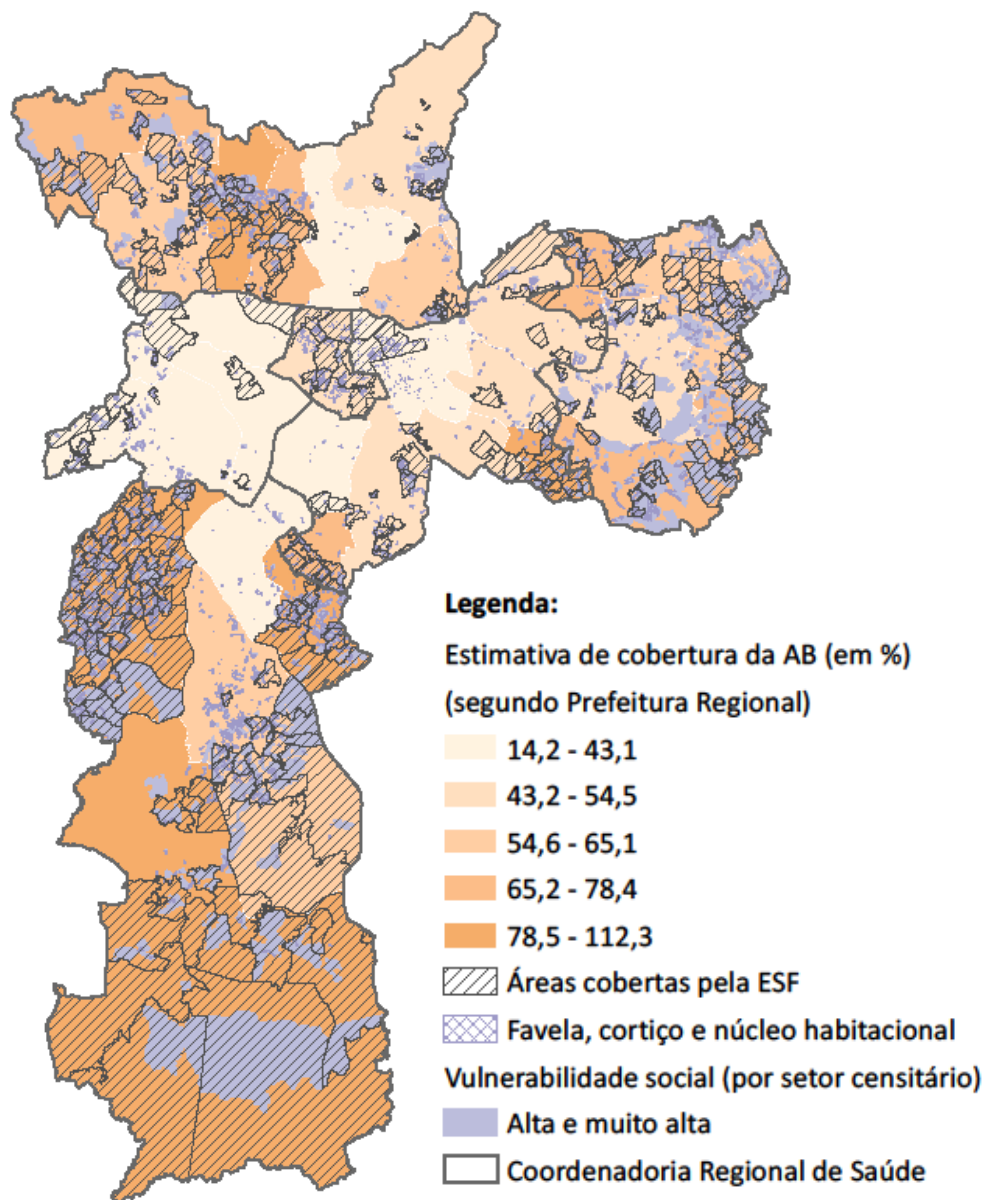 Legenda:
Estimativa de cobertura da AB (em %)
(segundo Prefeitura Regional)
14,2 - 43,1
43,2 - 54,5
54,6 - 65,1
65,2 - 78,4
78,5 - 112,3
Áreas cobertas pela ESF
Favela, cortiço e núcleo habitacional
Vulnerabilidade social (por setor censitário)
Alta e muito alta
Coordenadoria Regional de Saúde